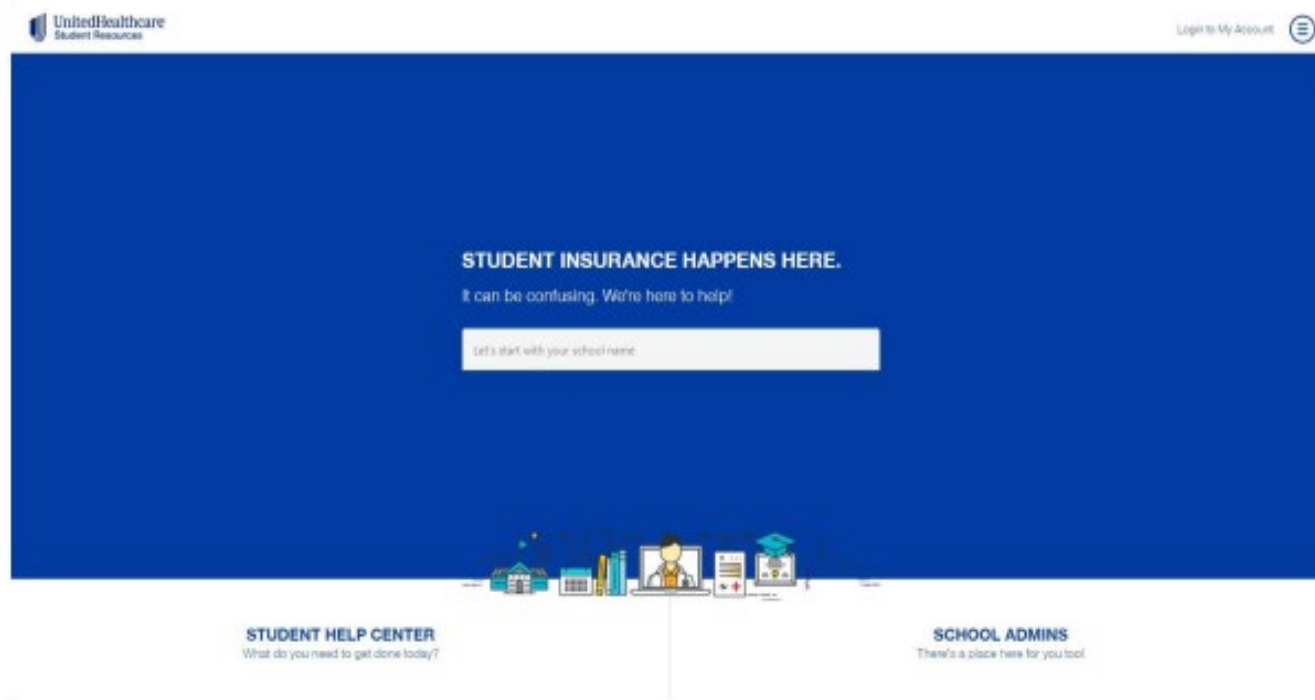 UnitedHealthcare
Student Resources
Login to My Account
STUDENT INSURANCE HAPPENS HERE.
It can be confusing. We're here to help!
Let's start with your school name
STUDENT HELP CENTER
What do you need to get done today?
SCHOOL ADMINS
There's a place here for you too!